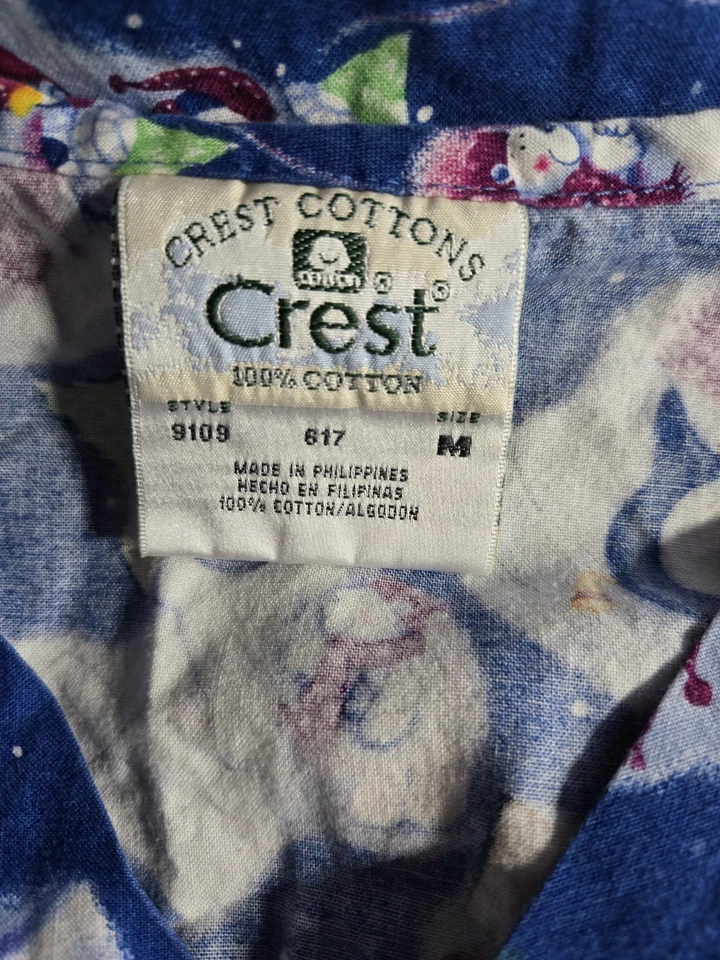 CREST COTTONS
®
Crest®
100% COTTON
STYLE SIZE
9109 617 M
MADE IN PHILIPPINES
HECHO EN FILIPINAS
100% COTTON/ALGODON